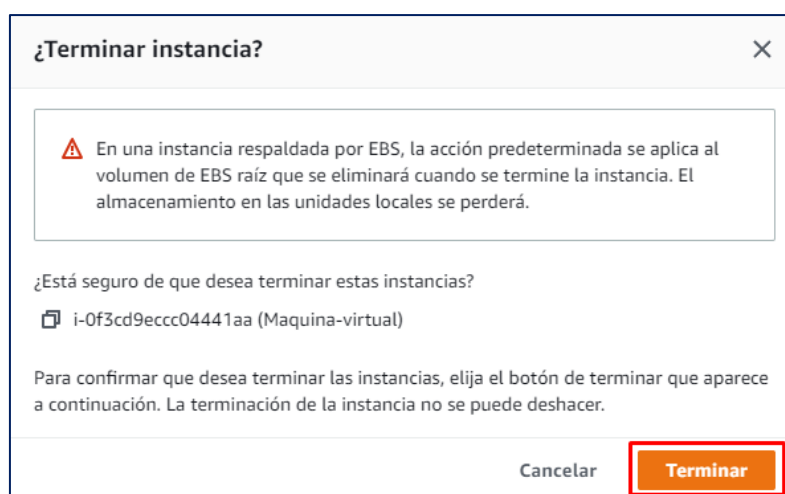 ¿Terminar instancia?
En una instancia respaldada por EBS, la acción predeterminada se aplica al
volumen de EBS raíz que se eliminará cuando se termine la instancia. El
almacenamiento en las unidades locales se perderá.
¿Está seguro de que desea terminar estas instancias?
i-0f3cd9eccc04441aa (Maquina-virtual)
Para confirmar que desea terminar las instancias, elija el botón de terminar que aparece
a continuación. La terminación de la instancia no se puede deshacer.
Cancelar Terminar